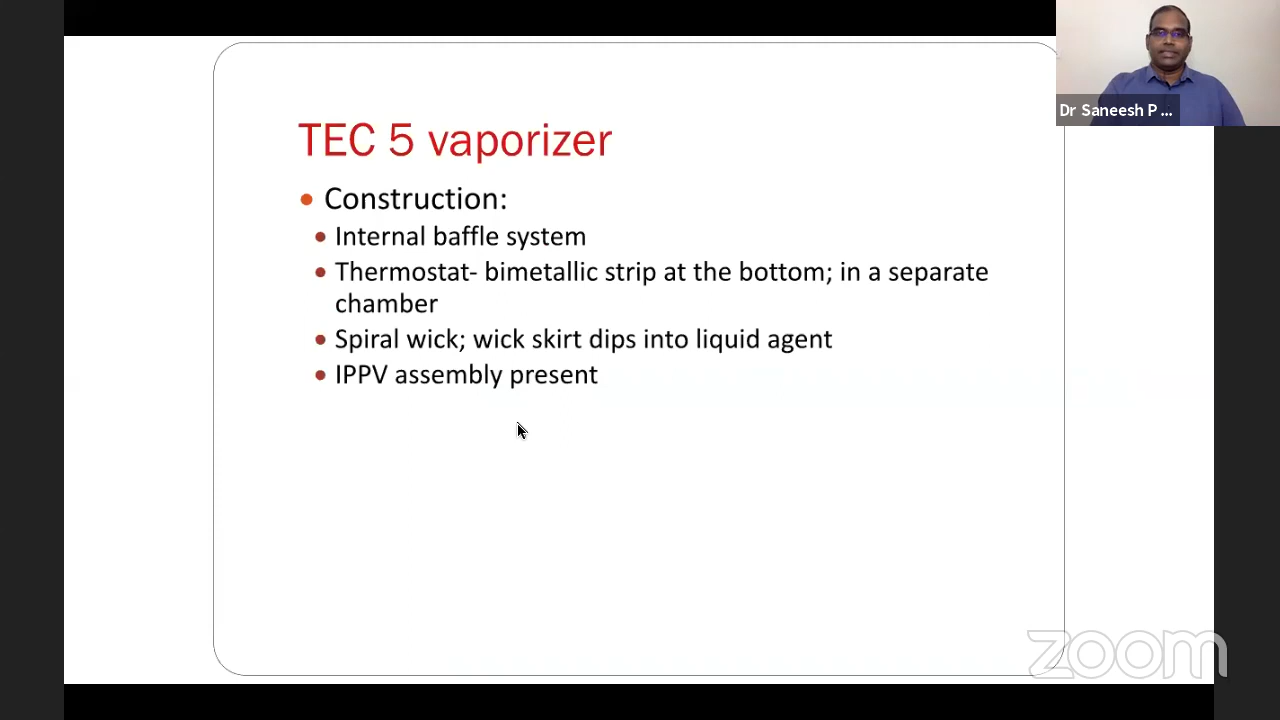 Dr Saneesh P ...
TEC 5 vaporizer
Construction:
Internal baffle system
Thermostat- bimetallic strip at the bottom; in a separate
chamber
Spiral wick; wick skirt dips into liquid agent
IPPV assembly present
zoom